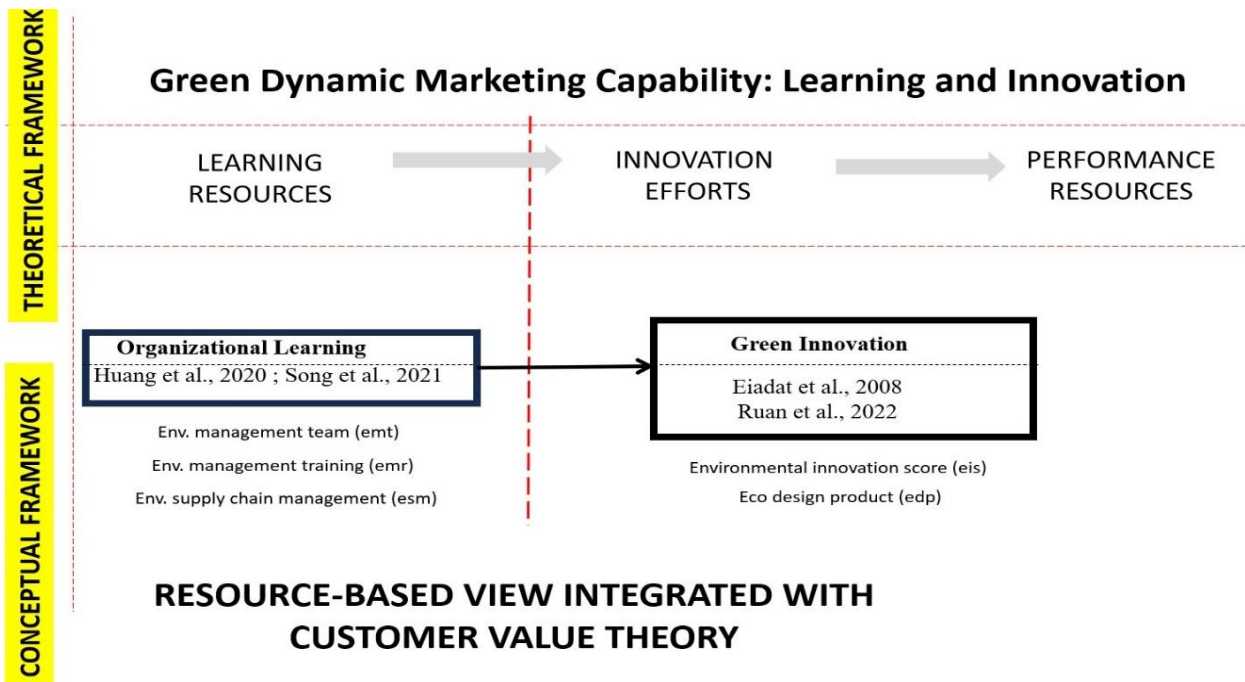 THEORETICAL FRAMEWORK
Green Dynamic Marketing Capability: Learning and Innovation
LEARNING
RESOURCES
INNOVATION
EFFORTS
PERFORMANCE
RESOURCES
CONCEPTUAL FRAMEWORK
Organizational Learning
Huang et al., 2020 ; Song et al., 2021
Env. management team (emt)
Env. management training (emr)
Env. supply chain management (esm)
Green Innovation
Eiadat et al., 2008
Ruan et al., 2022
Environmental innovation score (eis)
Eco design product (edp)
RESOURCE-BASED VIEW INTEGRATED WITH
CUSTOMER VALUE THEORY